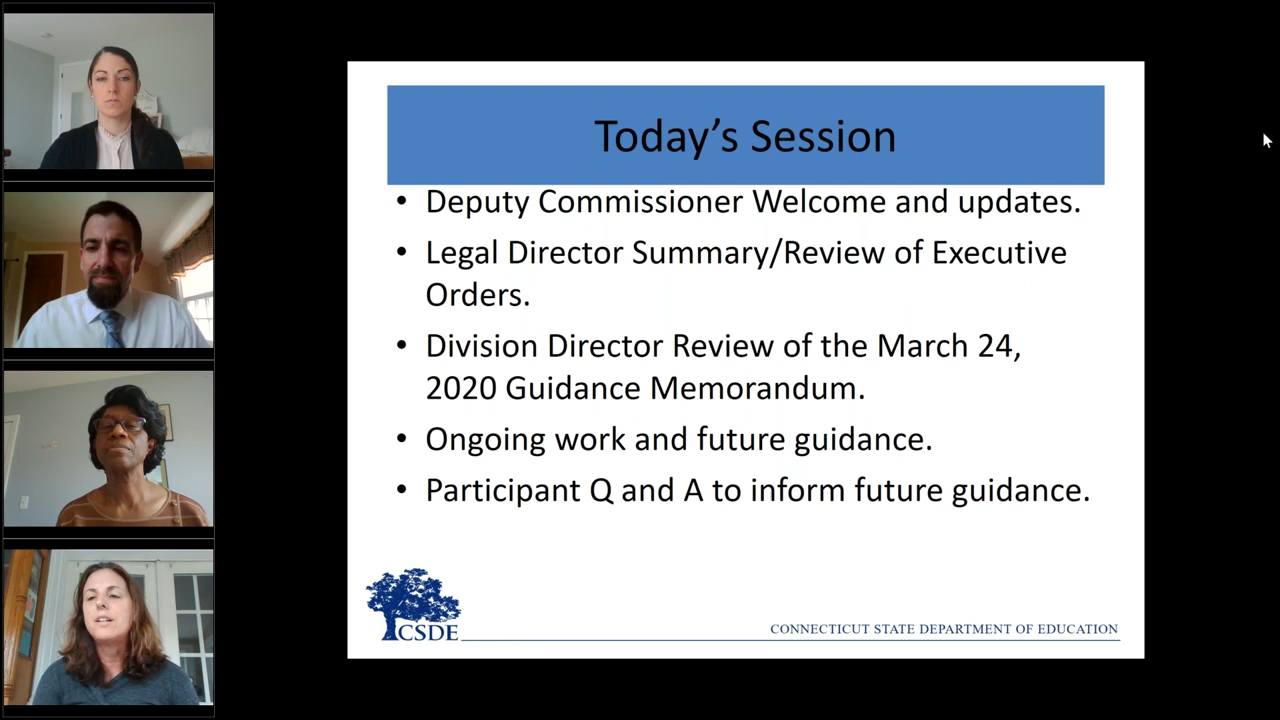 Today’s Session
• Deputy Commissioner Welcome and updates.
• Legal Director Summary/Review of Executive
Orders.
• Division Director Review of the March 24,
2020 Guidance Memorandum.
• Ongoing work and future guidance.
• Participant Q and A to inform future guidance.
CSDE
CONNECTICUT STATE DEPARTMENT OF EDUCATION